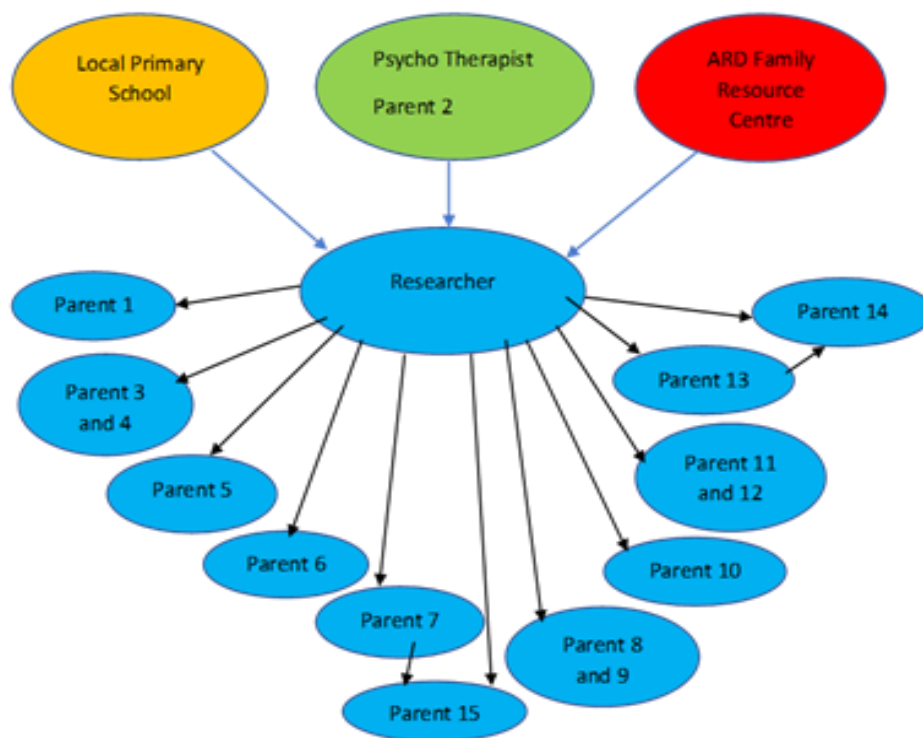 Local Primary
School
Psycho Therapist
Parent 2
ARD Family
Resource
Centre
Researcher
Parent 1
Parent 14
Parent 13
Parent 3
and 4
Parent 11
and 12
Parent 5
Parent 6
Parent 10
Parent 7
Parent 8
and 9
Parent 15